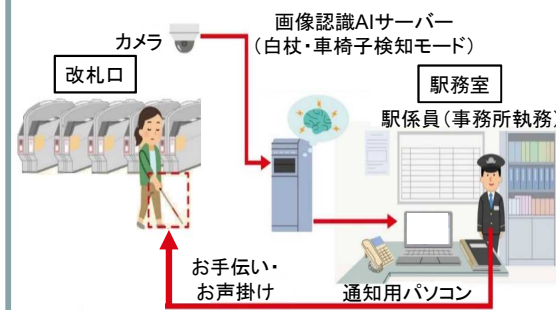 カメラ
画像認識AIサーバー
（白杖・車椅子検知モード）
改札口
駅務室
駅係員（事務所執務）
お手伝い・
お声掛け
通知用パソコン